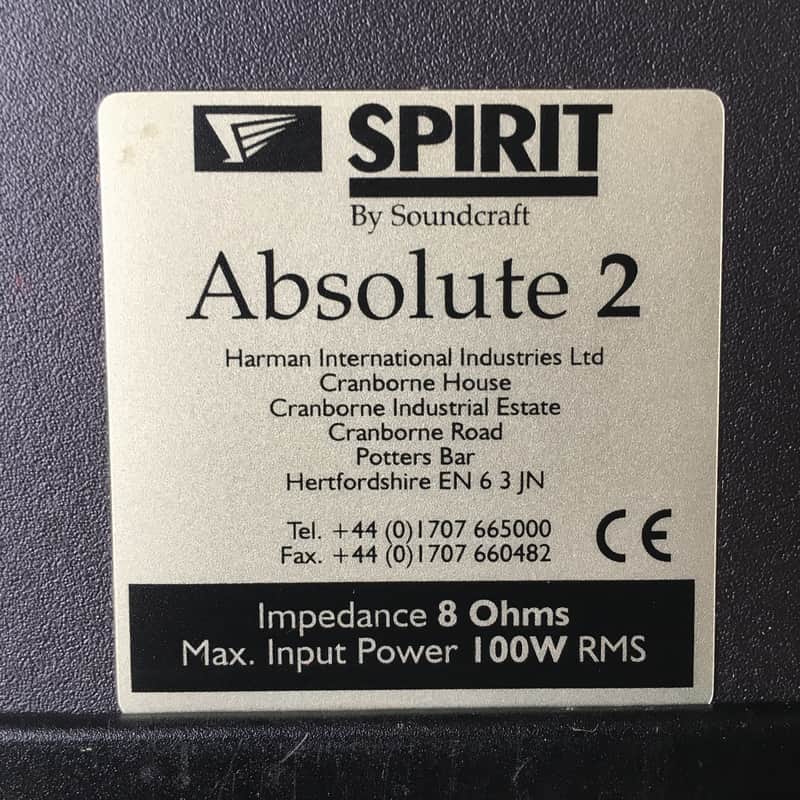 SPIRIT
By Soundcraft
Absolute 2
Harman International Industries Ltd
Cranborne House
Cranborne Industrial Estate
Cranborne Road
Potters Bar
Hertfordshire EN 6 3 JN
Tel. +44 (0)1707 665000
Fax. +44 (0)1707 660482
CE
Impedance 8 Ohms
Max. Input Power 100W RMS